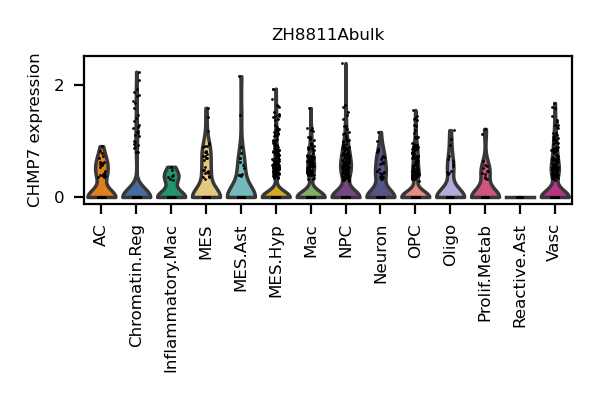 ZH8811Abulk
CHMP7 expression
2
0
AC
Chromatin.Reg
Inflammatory.Mac
MES
MES.Ast
MES.Hyp
Mac
NPC
Neuron
OPC
Oligo
Prolif.Metab
Reactive.Ast
Vasc